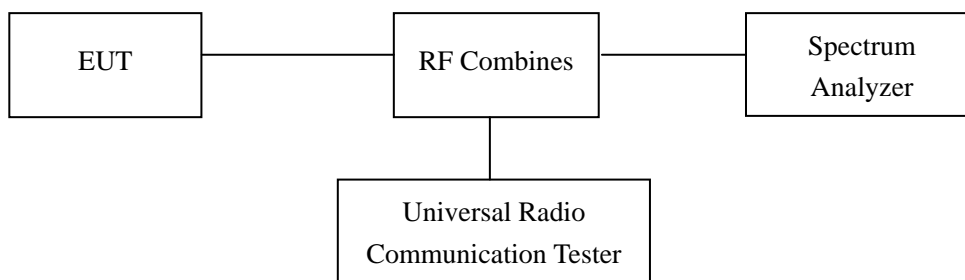 EUT
RF Combines
Spectrum
Analyzer
Universal Radio
Communication Tester